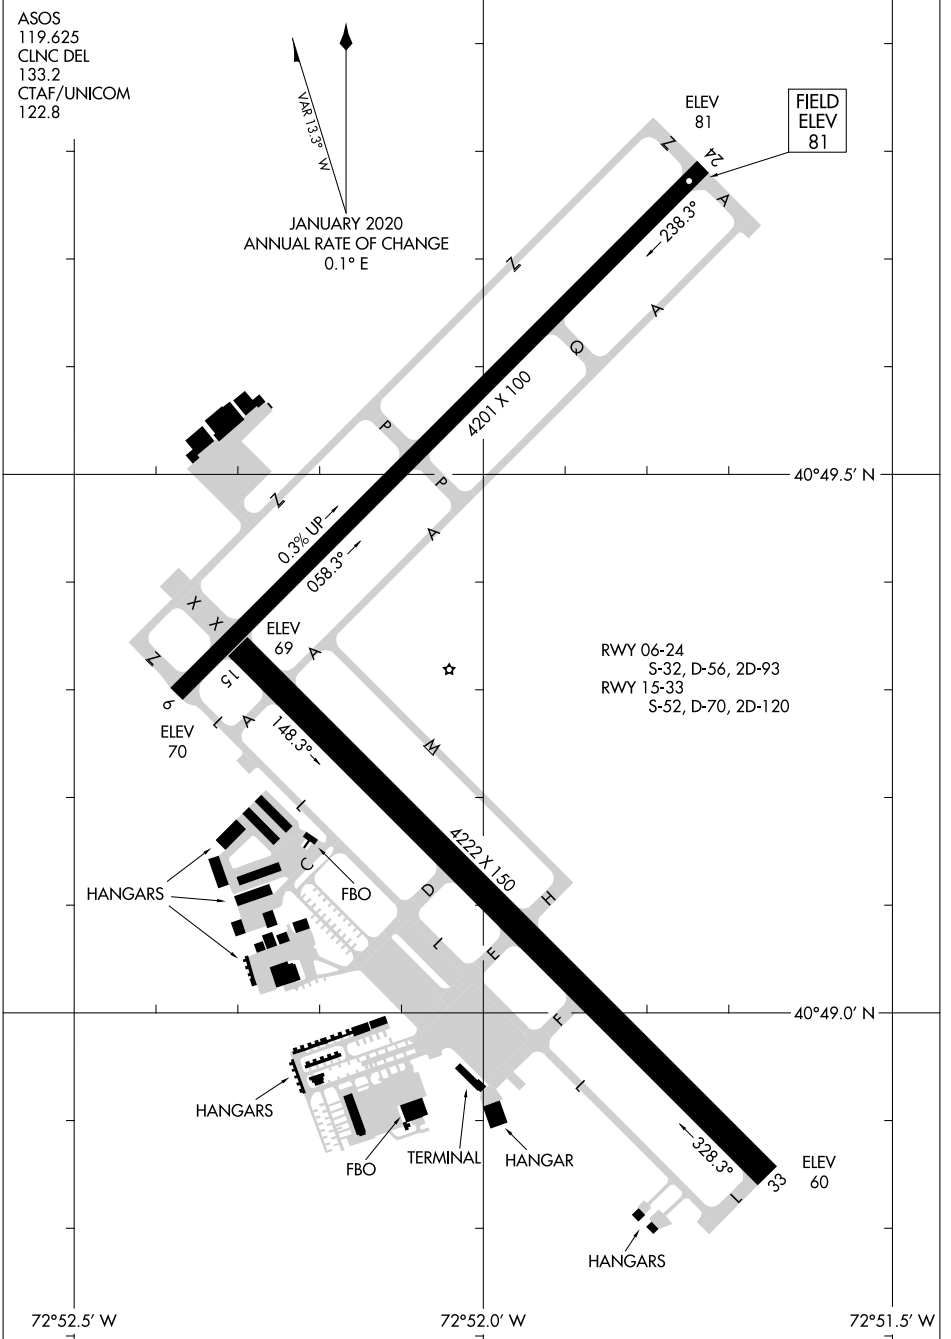 ASOS
119.625
CLNC DEL
133.2
CTAF/UNICOM
122.8
VAR 13.3° W
JANUARY 2020
ANNUAL RATE OF CHANGE
0.1° E
ELEV
81
FIELD
ELEV
81
Z
24
A
238.3°
Z
A
Q
4201 X 100
P
P
40°49.5' N
Z
0.3% UP
A
058.3°
X
X
ELEV
69
A
Z
15
RWY 06-24
S-32, D-56, 2D-93
RWY 15-33
S-52, D-70, 2D-120
6
ELEV
70
L
A
148.3°
W
L
4222 X 150
C
HANGARS
FBO
D
H
L
E
40°49.0' N
F
L
HANGARS
FBO
TERMINAL
HANGAR
328.3°
ELEV
60
33
L
HANGARS
72°52.5' W
72°52.0' W
72°51.5' W